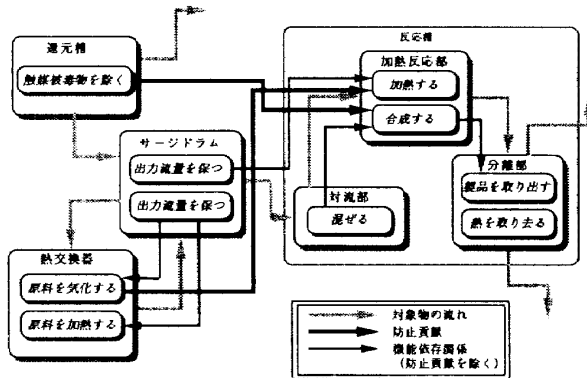 還元槽
触媒被毒物を除く
反応槽
加熱反応部
加熱する
合成する
サージドラム
出力流量を保つ
出力流量を保つ
対流部
混ぜる
分離部
製品を取り出す
熱を取り去る
熱交換器
原料を気化する
原料を加熱する
対象物の流れ
防止貢献
機能依存関係
(防止貢献を除く)